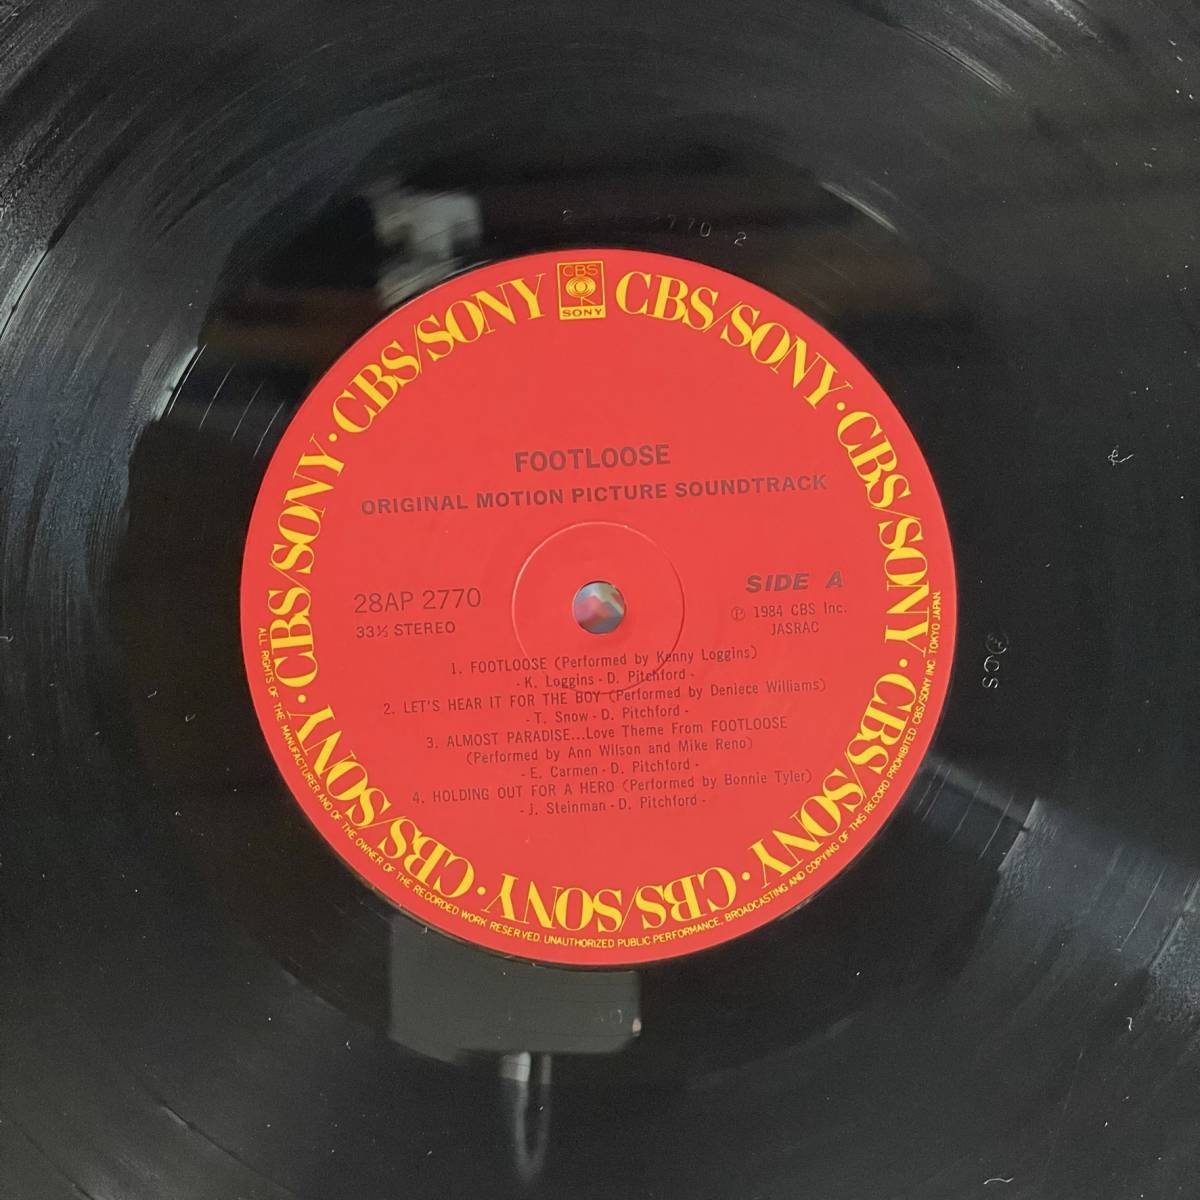 CBS
SONY
CBS/SONY · CBS/SONY · CBS/SONY · CBS/SONY · CBS/SONY · CBS/SONY · CBS/SONY · CBS/SONY
FOOTLOOSE
ORIGINAL MOTION PICTURE SOUNDTRACK
28AP 2770
33⅓ STEREO
SIDE A
Ⓟ 1984 CBS Inc.
JASRAC
1. FOOTLOOSE (Performed by Kenny Loggins)
- K. Loggins - D. Pitchford -
2. LET'S HEAR IT FOR THE BOY (Performed by Deniece Williams)
- T. Snow - D. Pitchford -
3. ALMOST PARADISE...Love Theme From FOOTLOOSE
(Performed by Ann Wilson and Mike Reno)
- E. Carmen - D. Pitchford -
4. HOLDING OUT FOR A HERO (Performed by Bonnie Tyler)
- J. Steinman - D. Pitchford -
ALL RIGHTS OF THE MANUFACTURER AND OF THE OWNER OF THE RECORDED WORK RESERVED. UNAUTHORIZED PUBLIC PERFORMANCE, BROADCASTING AND COPYING OF THIS RECORD PROHIBITED. CBS/SONY INC. TOKYO JAPAN.